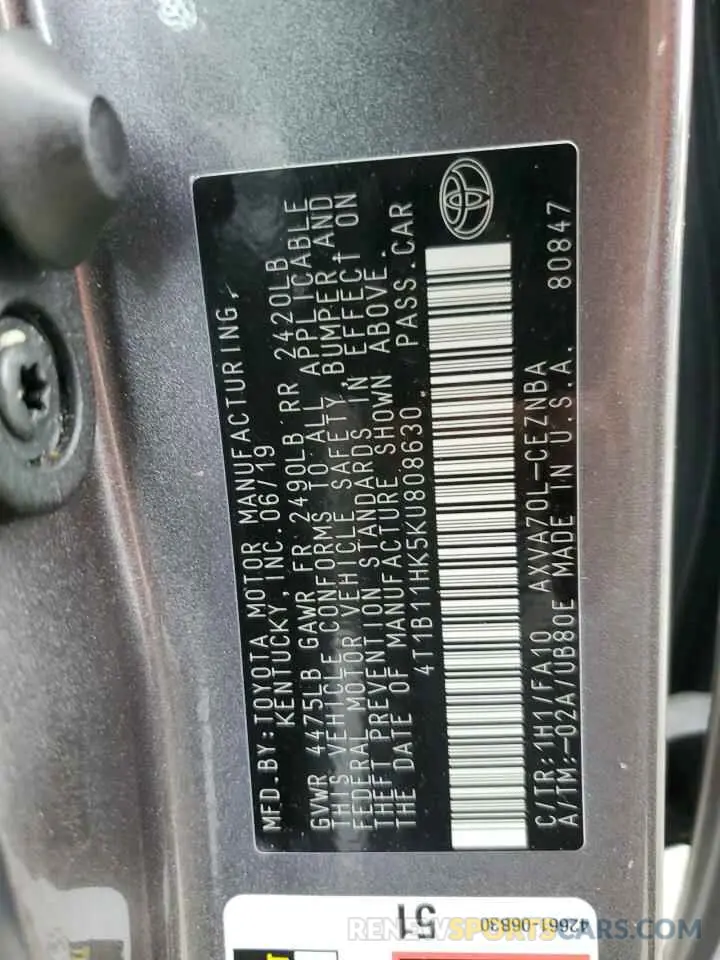 MFD.BY:TOYOTA MOTOR MANUFACTURING,
KENTUCKY,INC.06/19
GVWR 4475LB GAWR FR 2490LB RR 2420LB
THIS VEHICLE CONFORMS TO ALL APPLICABLE
FEDERAL MOTOR VEHICLE SAFETY, BUMPER,AND
THEFT PREVENTION STANDARDS IN EFFECT ON
THE DATE OF MANUFACTURE SHOWN ABOVE.
4T1B11HK5KU808630 PASS.CAR
C/TR:1H1/FA10 AXVA70L-CEZNBA
A/TM:-02A/UB80E MADE IN U.S.A. 80847
51
42661-06B30
RENEWSPORTSCARS.COM